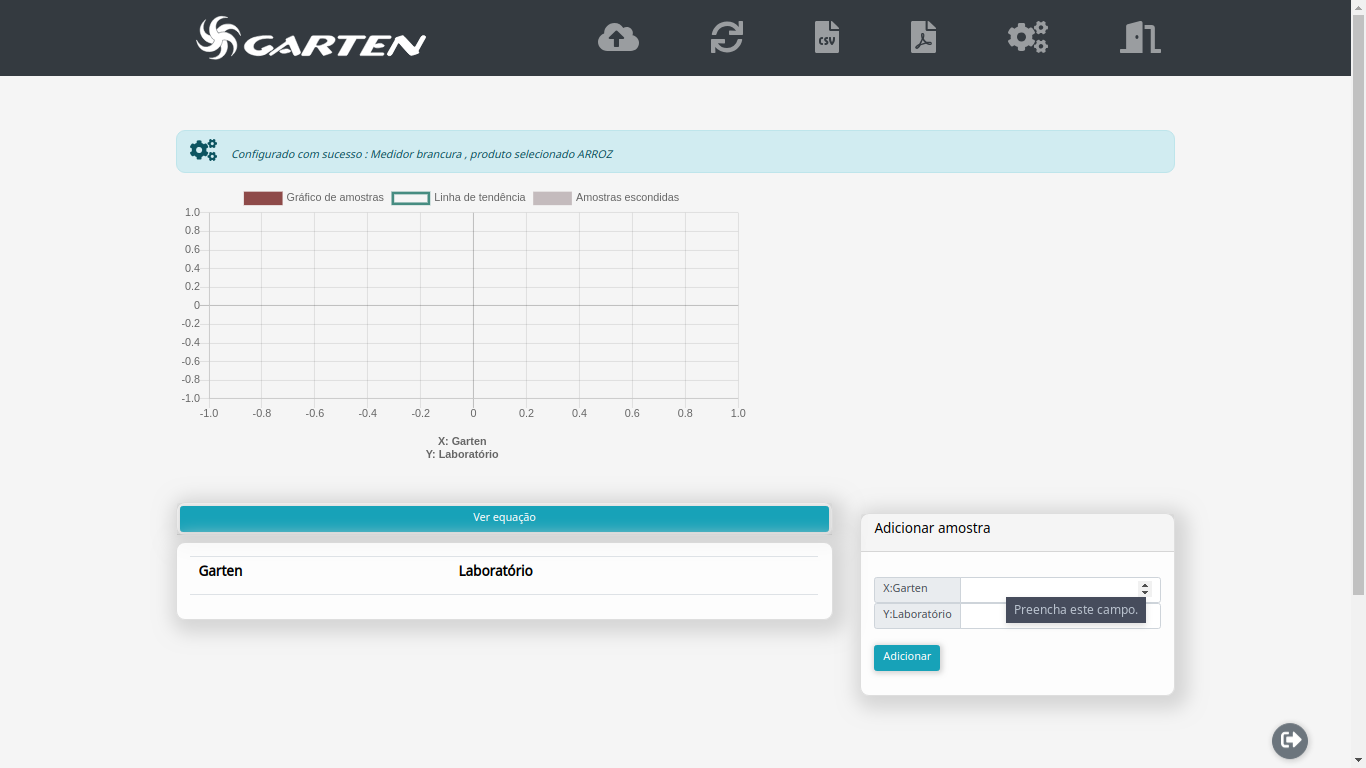 GARTEN
CSV
Configurado com sucesso : Medidor brancura , produto selecionado ARROZ
Gráfico de amostras Linha de tendência Amostras escondidas
1.0
0.8
0.6
0.4
0.2
0
-0.2
-0.4
-0.6
-0.8
-1.0
-1.0 -0.8 -0.6 -0.4 -0.2 0 0.2 0.4 0.6 0.8 1.0
X: Garten
Y: Laboratório
Ver equação
Garten Laboratório
Adicionar amostra
X:Garten
Y:Laboratório
Preencha este campo.
Adicionar